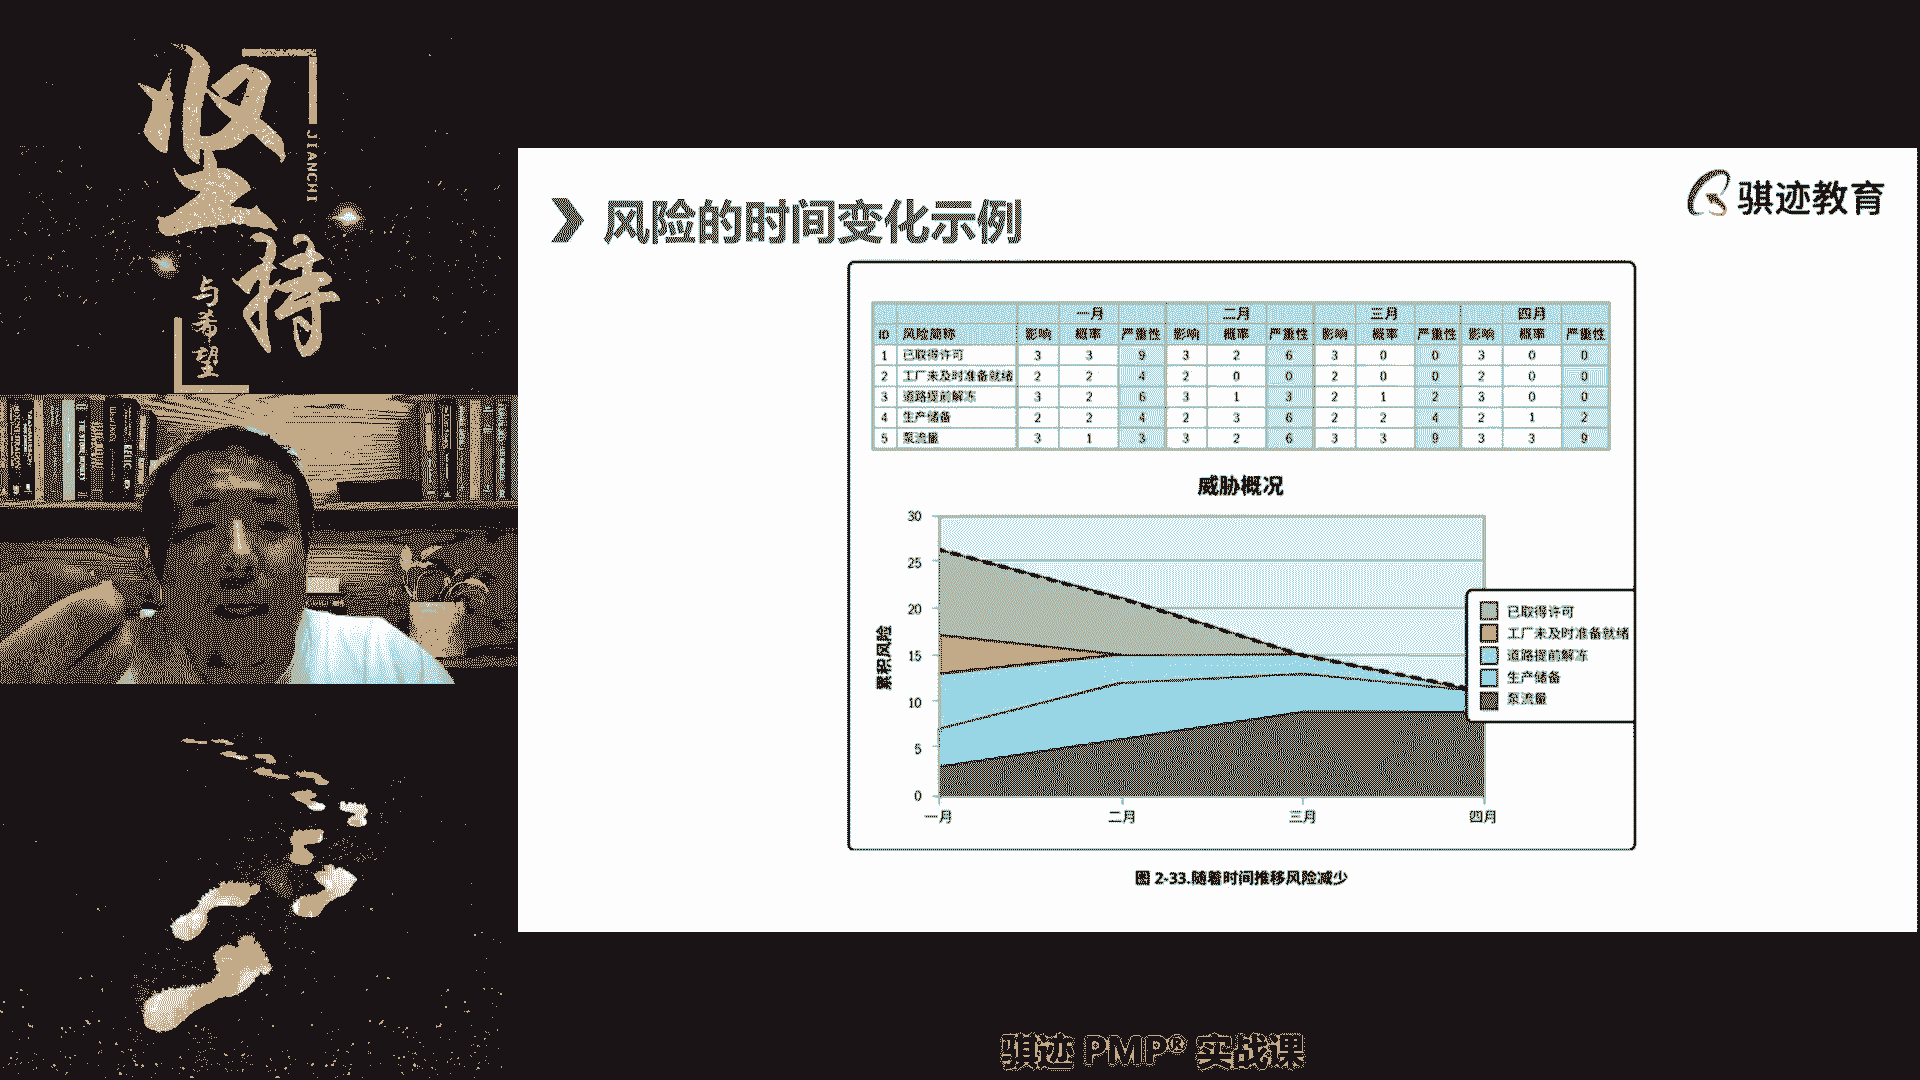 坚持
JIANCHI
与希望
骐迹教育
风险的时间变化示例
一月 二月 三月 四月
ID 风险简称 影响 概率 严重性 影响 概率 严重性 影响 概率 严重性 影响 概率 严重性
1 已取得许可 3 3 9 3 2 6 3 0 0 3 0 0
2 工厂未及时准备就绪 2 2 4 2 0 0 2 0 0 2 0 0
3 道路提前解冻 3 2 6 3 1 3 2 1 2 3 0 0
4 生产储备 2 2 4 2 3 6 2 2 4 2 1 2
5 泵流量 3 1 3 3 2 6 3 3 9 3 3 9
威胁概况
累积风险
30
25
20
15
10
5
0
一月 二月 三月 四月
已取得许可
工厂未及时准备就绪
道路提前解冻
生产储备
泵流量
图 2-33.随着时间推移风险减少
骐迹 PMP® 实战课